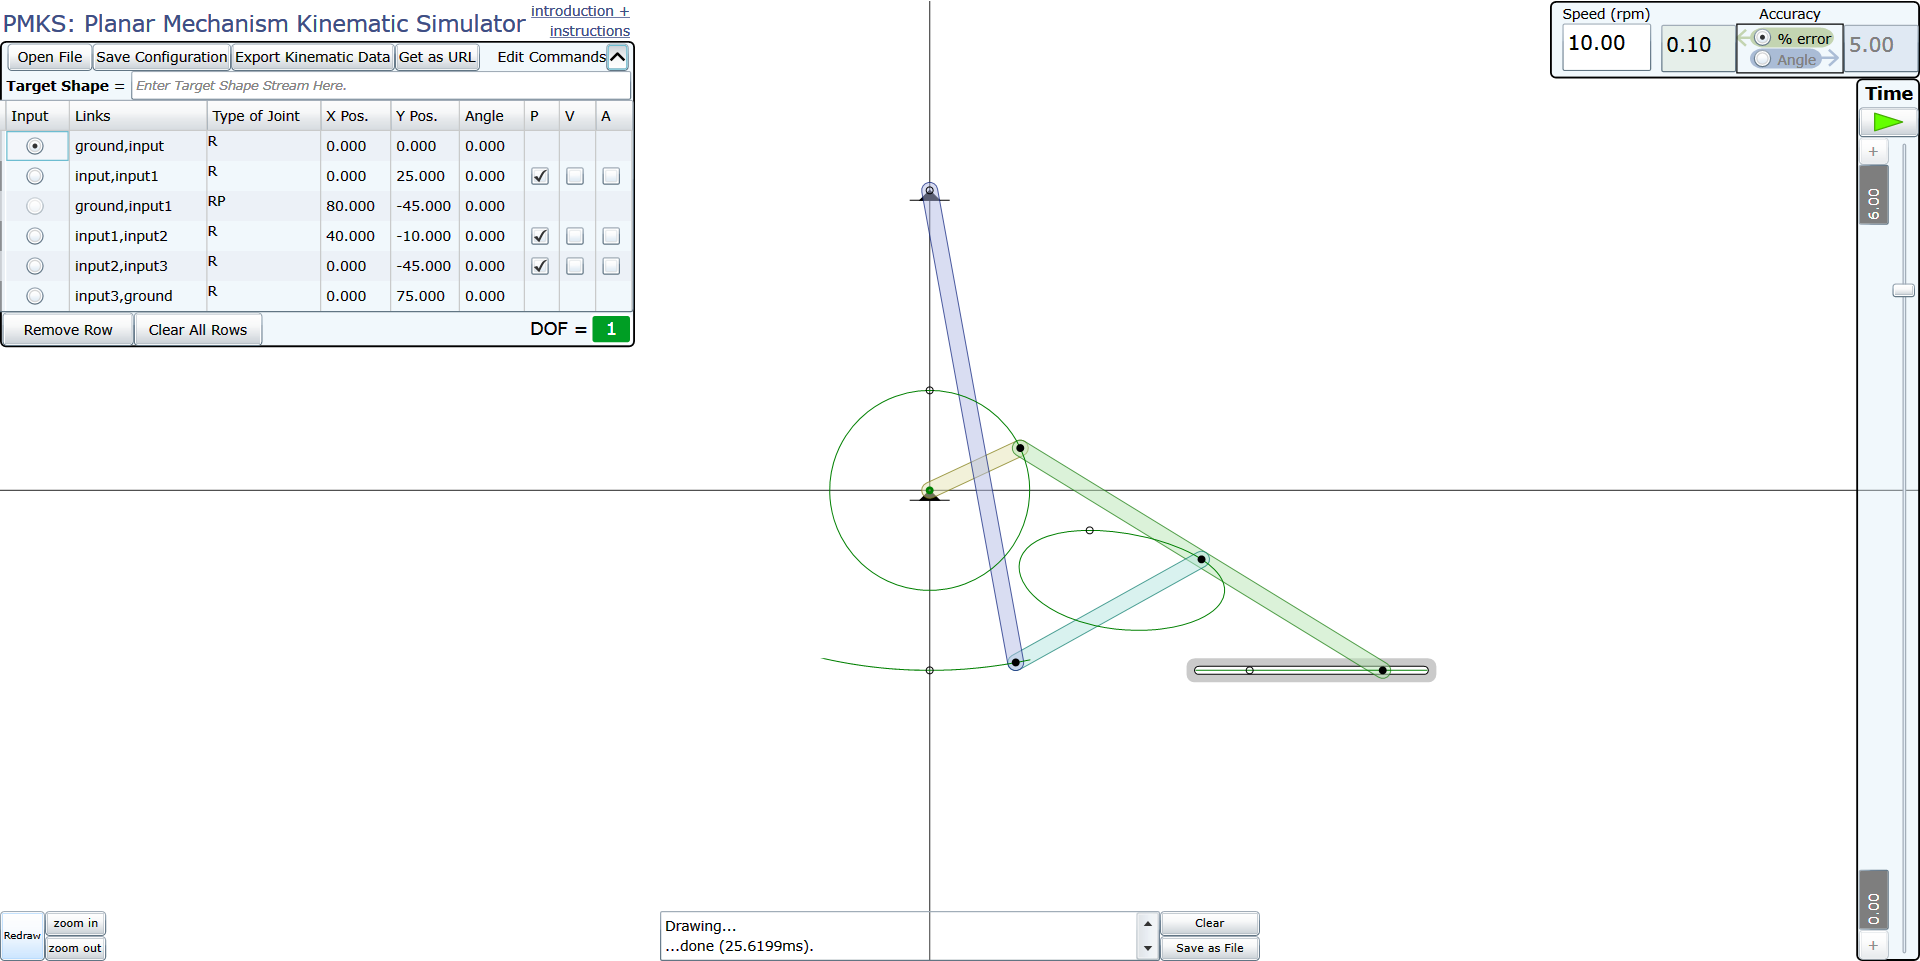 PMKS: Planar Mechanism Kinematic Simulator
introduction +
instructions
Open File Save Configuration Export Kinematic Data Get as URL Edit Commands
Target Shape = Enter Target Shape Stream Here.
Input Links Type of Joint X Pos. Y Pos. Angle P V A
ground,input R 0.000 0.000 0.000
input,input1 R 0.000 25.000 0.000
ground,input1 RP 80.000 -45.000 0.000
input1,input2 R 40.000 -10.000 0.000
input2,input3 R 0.000 -45.000 0.000
input3,ground R 0.000 75.000 0.000
Remove Row Clear All Rows DOF = 1
Speed (rpm) Accuracy
10.00 0.10 % error 5.00
Angle
Time
+
6.00
0.00
+
Redraw zoom in
zoom out
Drawing...
...done (25.6199ms).
Clear
Save as File